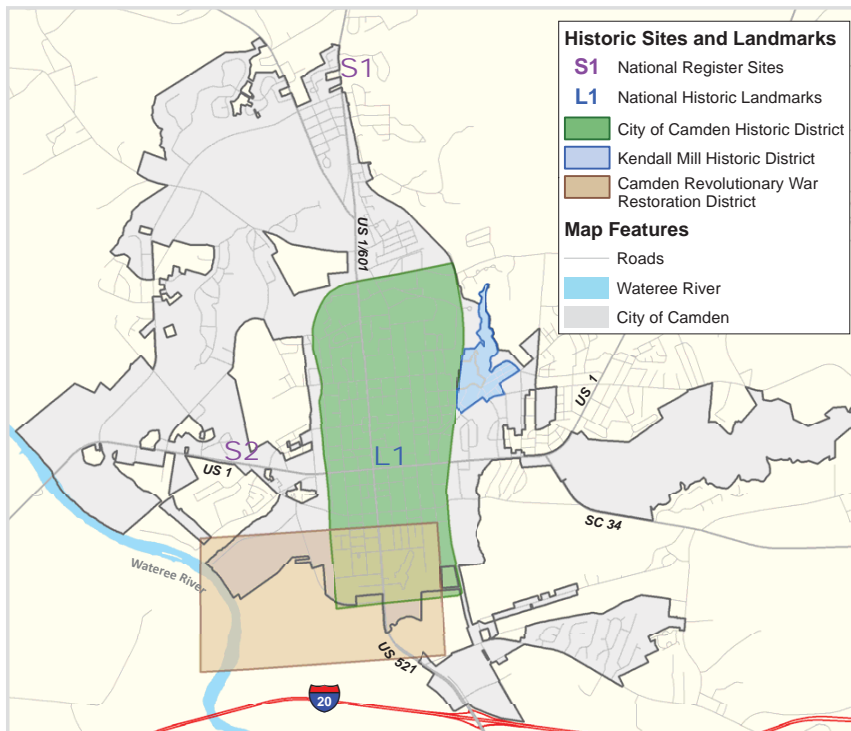 Historic Sites and Landmarks
S1 National Register Sites
L1 National Historic Landmarks
City of Camden Historic District
Kendall Mill Historic District
Camden Revolutionary War
Restoration District
Map Features
Roads
Wateree River
City of Camden
S1
US 1/601
US 1
S2
L1
US 1
SC 34
Wateree River
US 521
20